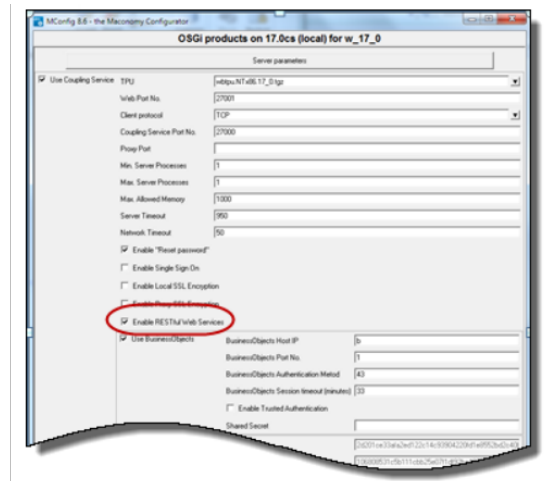 MConfig 8.6 - the Maconomy Configurator
OSGi products on 17.0cs (local) for w_17_0
Server parameters
Use Coupling Service TPU
Web Port No. 27001
Client protocol TCP
Coupling Service Port No. 27000
Proxy Port
Min. Server Processes 1
Max. Server Processes 1
Max. Allowed Memory 1000
Server Timeout 950
Network Timeout 50
Enable "Reset password"
Enable Single Sign On
Enable Local SSL Encryption
Enable Proxy SSL Encryption
Enable RESTful Web Services
Use BusinessObjects BusinessObjects Host IP b
BusinessObjects Port No. 1
BusinessObjects Authentication Metod 43
BusinessObjects Session timeout (minutes) 33
Enable Trusted Authentication
Shared Secret